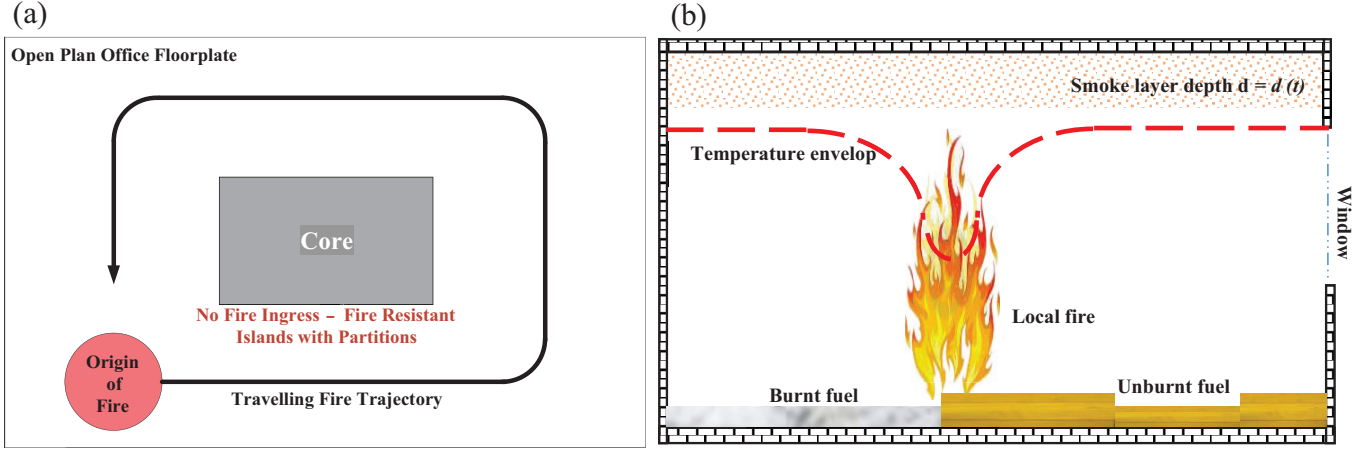 (a)
Open Plan Office Floorplate
Core
No Fire Ingress – Fire Resistant
Islands with Partitions
Origin
of
Fire
Travelling Fire Trajectory
(b)
Smoke layer depth d = d (t)
Temperature envelop
Window
Local fire
Burnt fuel
Unburnt fuel